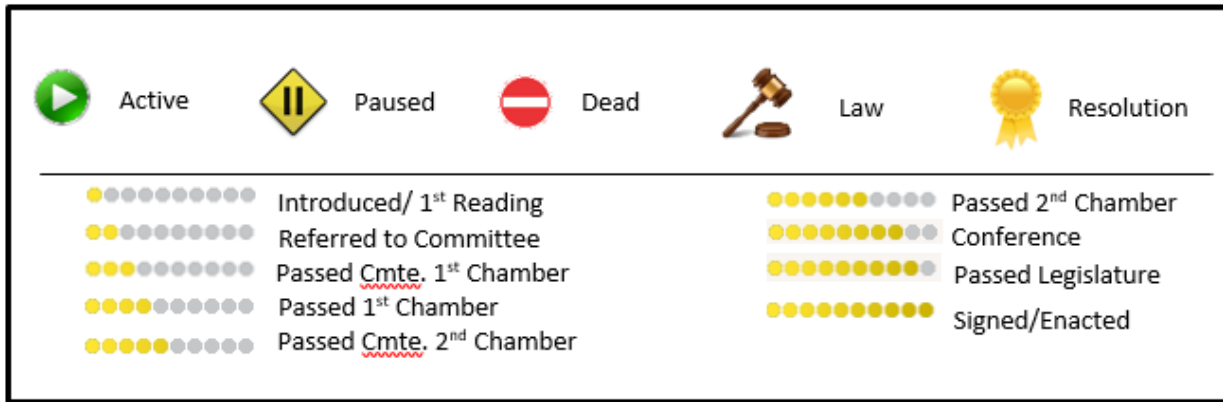 Active Paused Dead Law Resolution
Introduced/ 1st Reading
Referred to Committee
Passed Cmte. 1st Chamber
Passed 1st Chamber
Passed Cmte. 2nd Chamber
Passed 2nd Chamber
Conference
Passed Legislature
Signed/Enacted